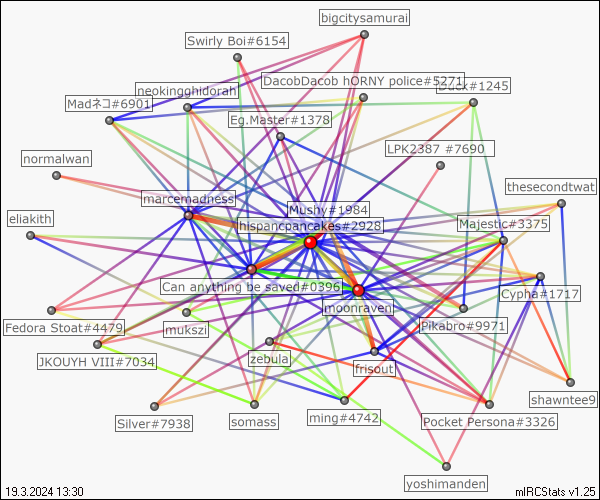 bigcitysamurai
Swirly Boi#6154
DacobDacob hORNY police#5271
Duck#1245
neokingghidorah
Madネコ#6901
Eg.Master#1378
LPK2387 #7690
normalwan
thesecondtwat
marcemadness
Mushy#1984
eliakith
hispancpancakes#2928
Majestic#3375
Can anything be saved#0396
Cypha#1717
moonraven
Fedora Stoat#4479
mukszi
Pikabro#9971
JKOUYH VIII#7034
zebula
frisout
shawntee9
Silver#7938
somass
ming#4742
Pocket Persona#3326
yoshimanden
19.3.2024 13:30
mIRCStats v1.25